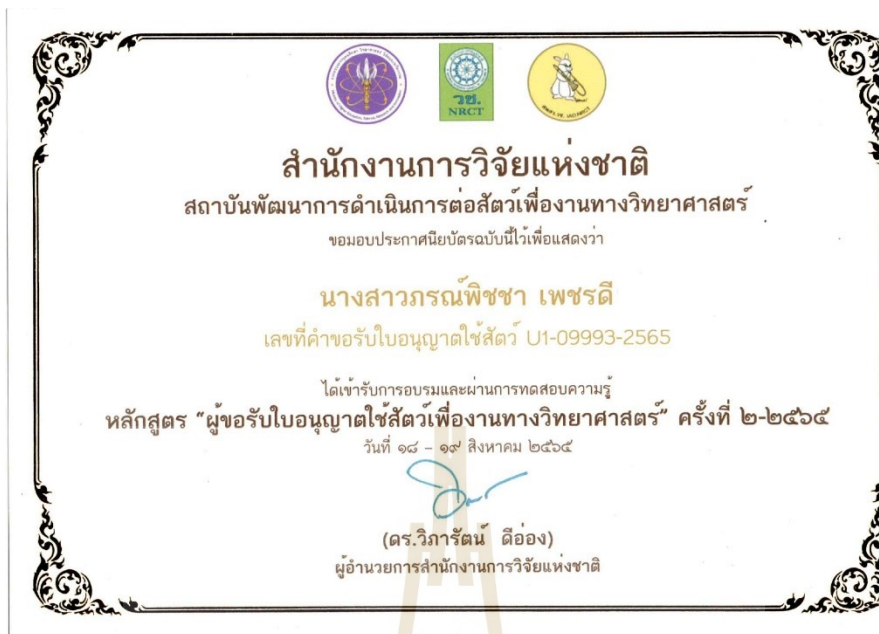 วช.
NRCT
สำนักงานการวิจัยแห่งชาติ
สถาบันพัฒนาการดำเนินการต่อสัตว์เพื่องานทางวิทยาศาสตร์
ขอมอบประกาศนียบัตรฉบับนี้ไว้เพื่อแสดงว่า
นางสาวภรณ์พิชชา เพชรดี
เลขที่คำขอรับใบอนุญาตใช้สัตว์ U1-09993-2565
ได้เข้ารับการอบรมและผ่านการทดสอบความรู้
หลักสูตร “ผู้ขอรับใบอนุญาตใช้สัตว์เพื่องานทางวิทยาศาสตร์” ครั้งที่ ๒-๒๕๖๕
วันที่ ๑๘ – ๑๙ สิงหาคม ๒๕๖๕
(ดร.วิภารัตน์ ดีอ่อง)
ผู้อำนวยการสำนักงานการวิจัยแห่งชาติ